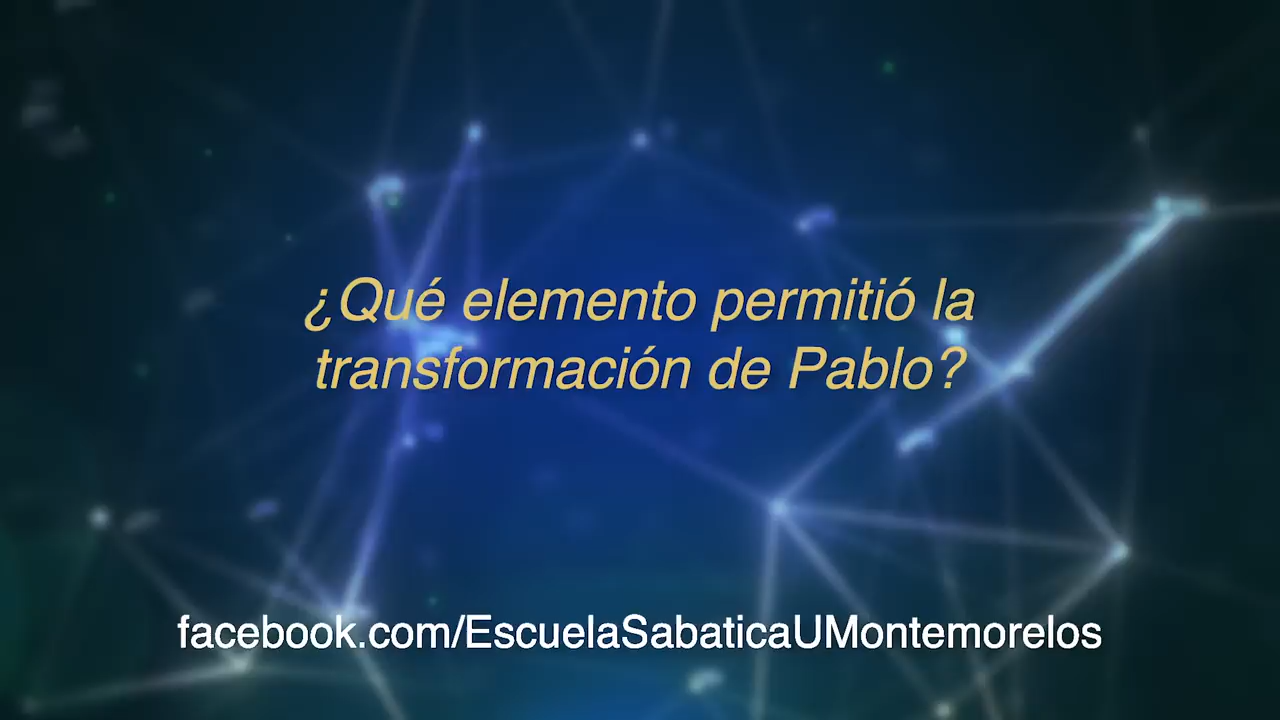 ¿Qué elemento permitió la
transformación de Pablo?
facebook.com/EscuelaSabaticaUMontemorelos